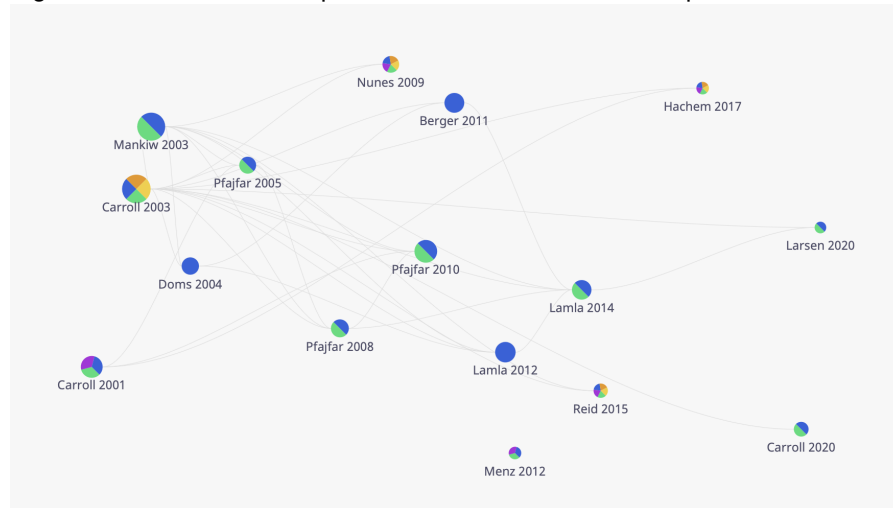 Nunes 2009
Hachem 2017
Berger 2011
Mankiw 2003
Pfajfar 2005
Carroll 2003
Larsen 2020
Pfajfar 2010
Doms 2004
Lamla 2014
Pfajfar 2008
Lamla 2012
Carroll 2001
Reid 2015
Carroll 2020
Menz 2012